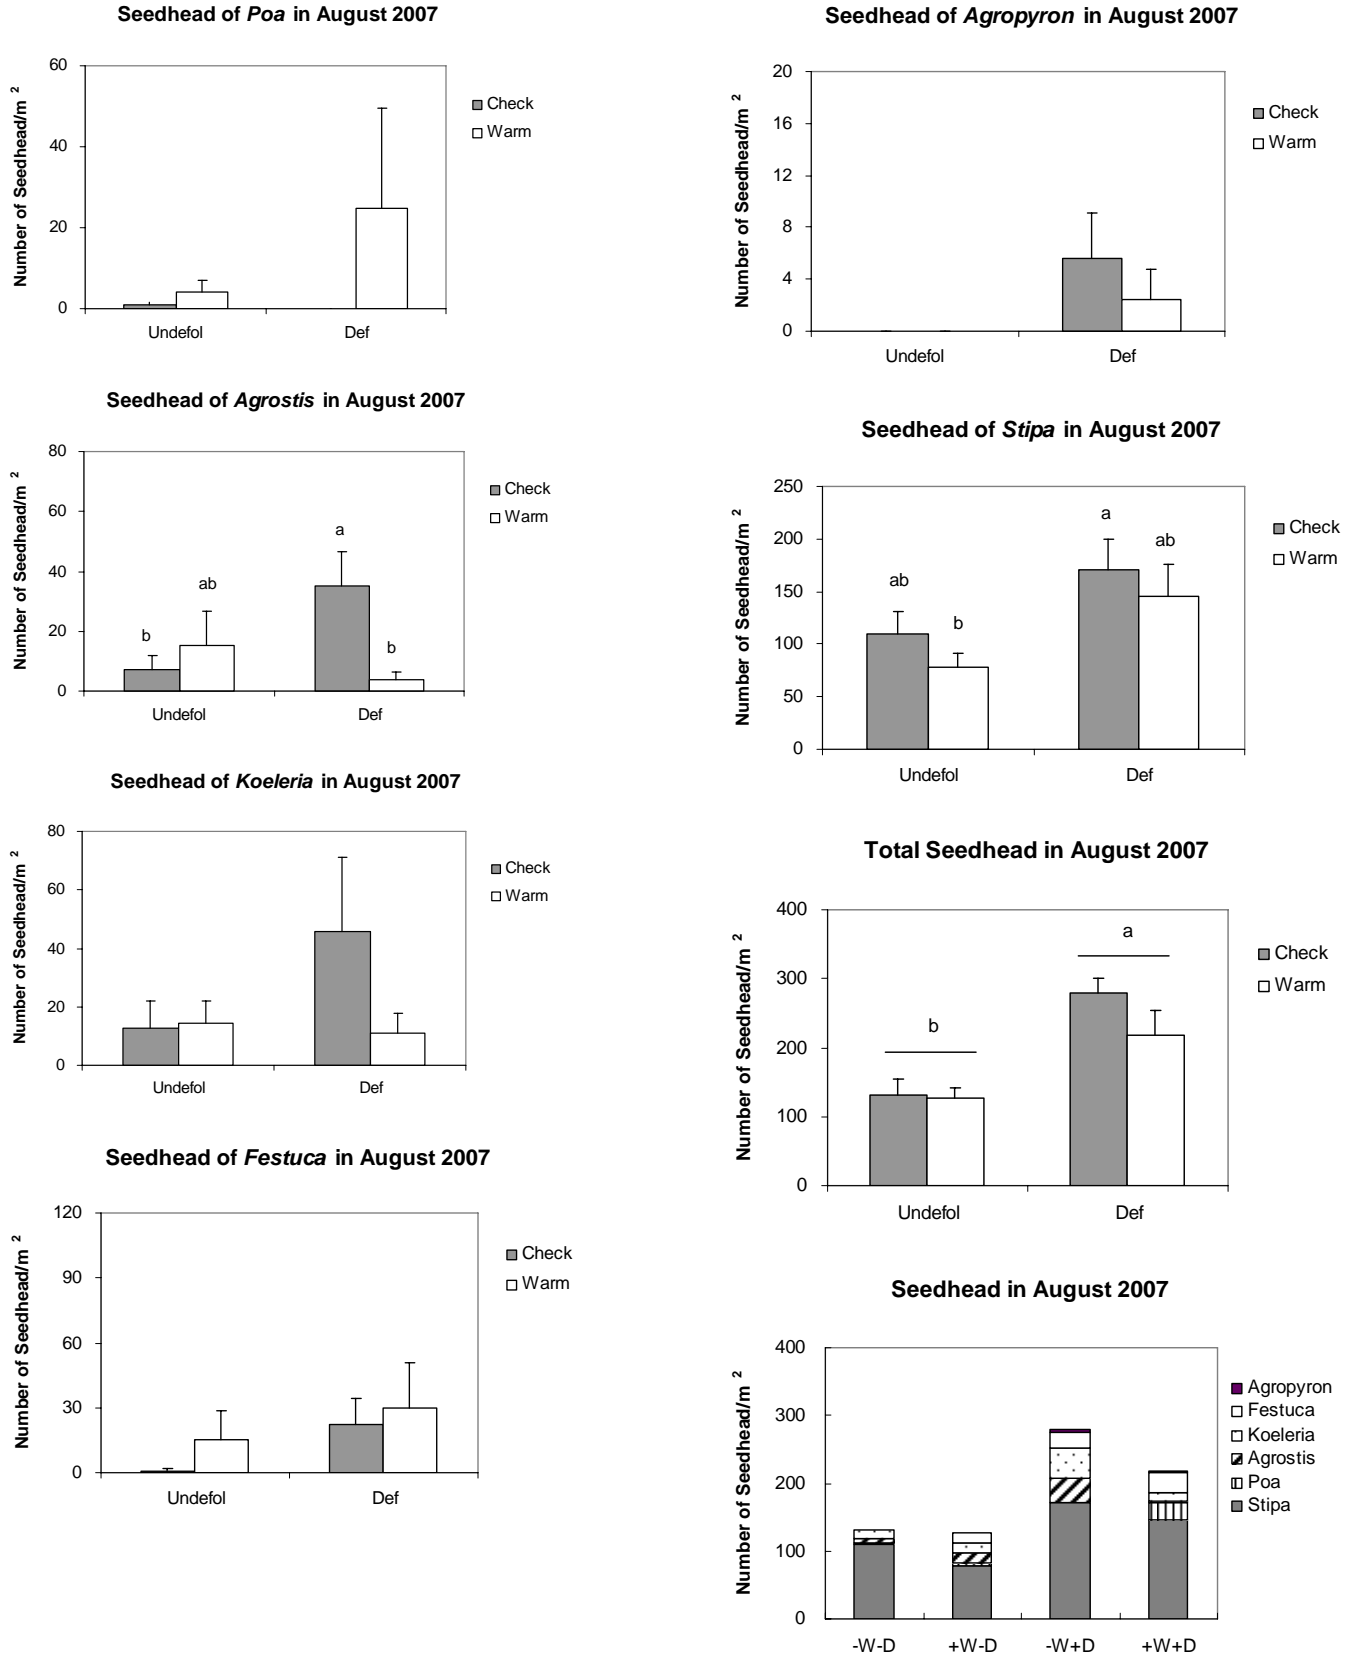 Seedhead of Poa in August 2007
Number of Seedhead/m 2
60
40
20
0
Undefol
Def
Check
Warm
Seedhead of Agrostis in August 2007
Number of Seedhead/m 2
80
60
40
20
0
b
ab
a
b
Undefol
Def
Check
Warm
Seedhead of Koeleria in August 2007
Number of Seedhead/m 2
80
60
40
20
0
Undefol
Def
Check
Warm
Seedhead of Festuca in August 2007
Number of Seedhead/m 2
120
90
60
30
0
Undefol
Def
Check
Warm
Seedhead of Agropyron in August 2007
Number of Seedhead/m 2
20
16
12
8
4
0
Undefol
Def
Check
Warm
Seedhead of Stipa in August 2007
Number of Seedhead/m 2
250
200
150
100
50
0
ab
b
a
ab
Undefol
Def
Check
Warm
Total Seedhead in August 2007
Number of Seedhead/m 2
400
300
200
100
0
b
a
Undefol
Def
Check
Warm
Seedhead in August 2007
Number of Seedhead/m 2
400
300
200
100
0
-W-D
+W-D
-W+D
+W+D
Agropyron
Festuca
Koeleria
Agrostis
Poa
Stipa